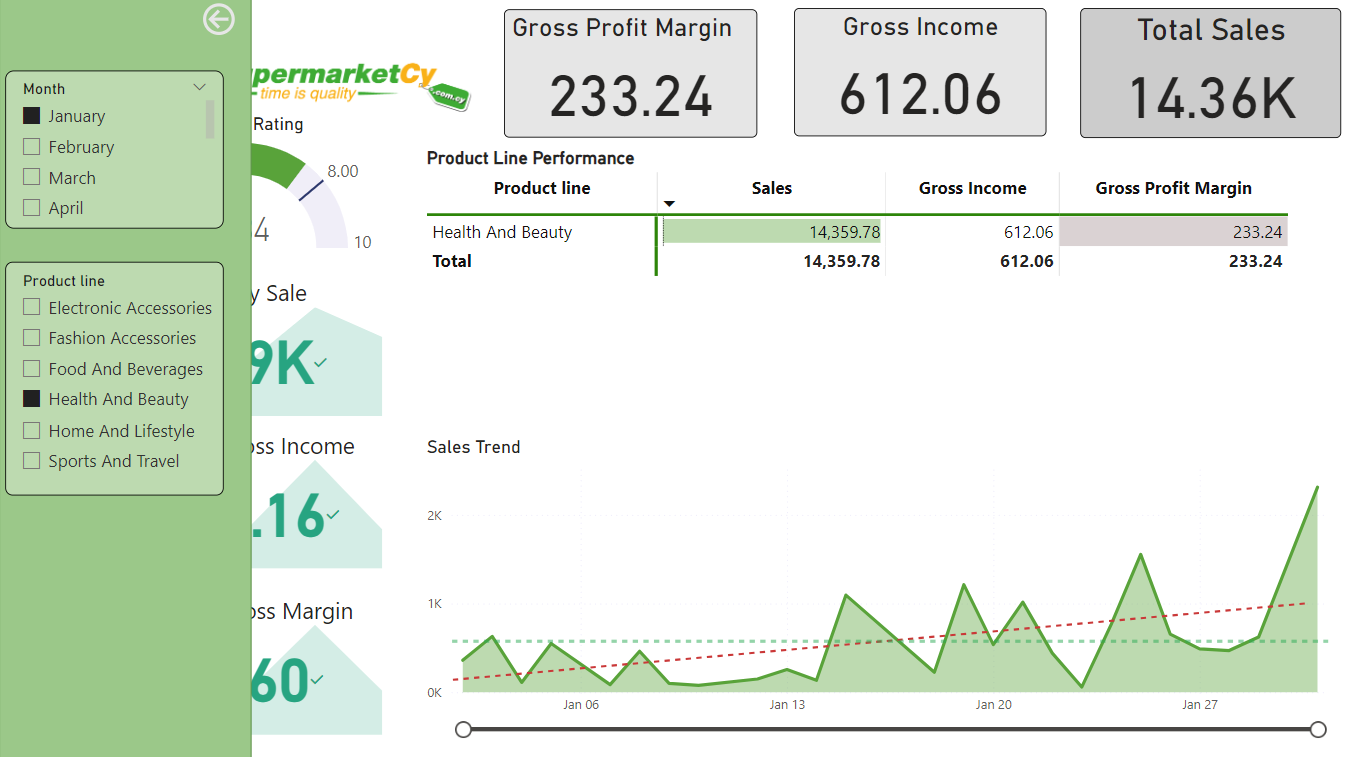 Month
January
February
March
April
Product line
Electronic Accessories
Fashion Accessories
Food And Beverages
Health And Beauty
Home And Lifestyle
Sports And Travel
permarketCy
.com.cy
time is quality
Rating
8.00
4
10
y Sale
9K
ss Income
.16
ss Margin
60
Gross Profit Margin
233.24
Gross Income
612.06
Total Sales
14.36K
Product Line Performance
Product line Sales Gross Income Gross Profit Margin
Health And Beauty 14,359.78 612.06 233.24
Total 14,359.78 612.06 233.24
Sales Trend
2K
1K
0K
Jan 06 Jan 13 Jan 20 Jan 27